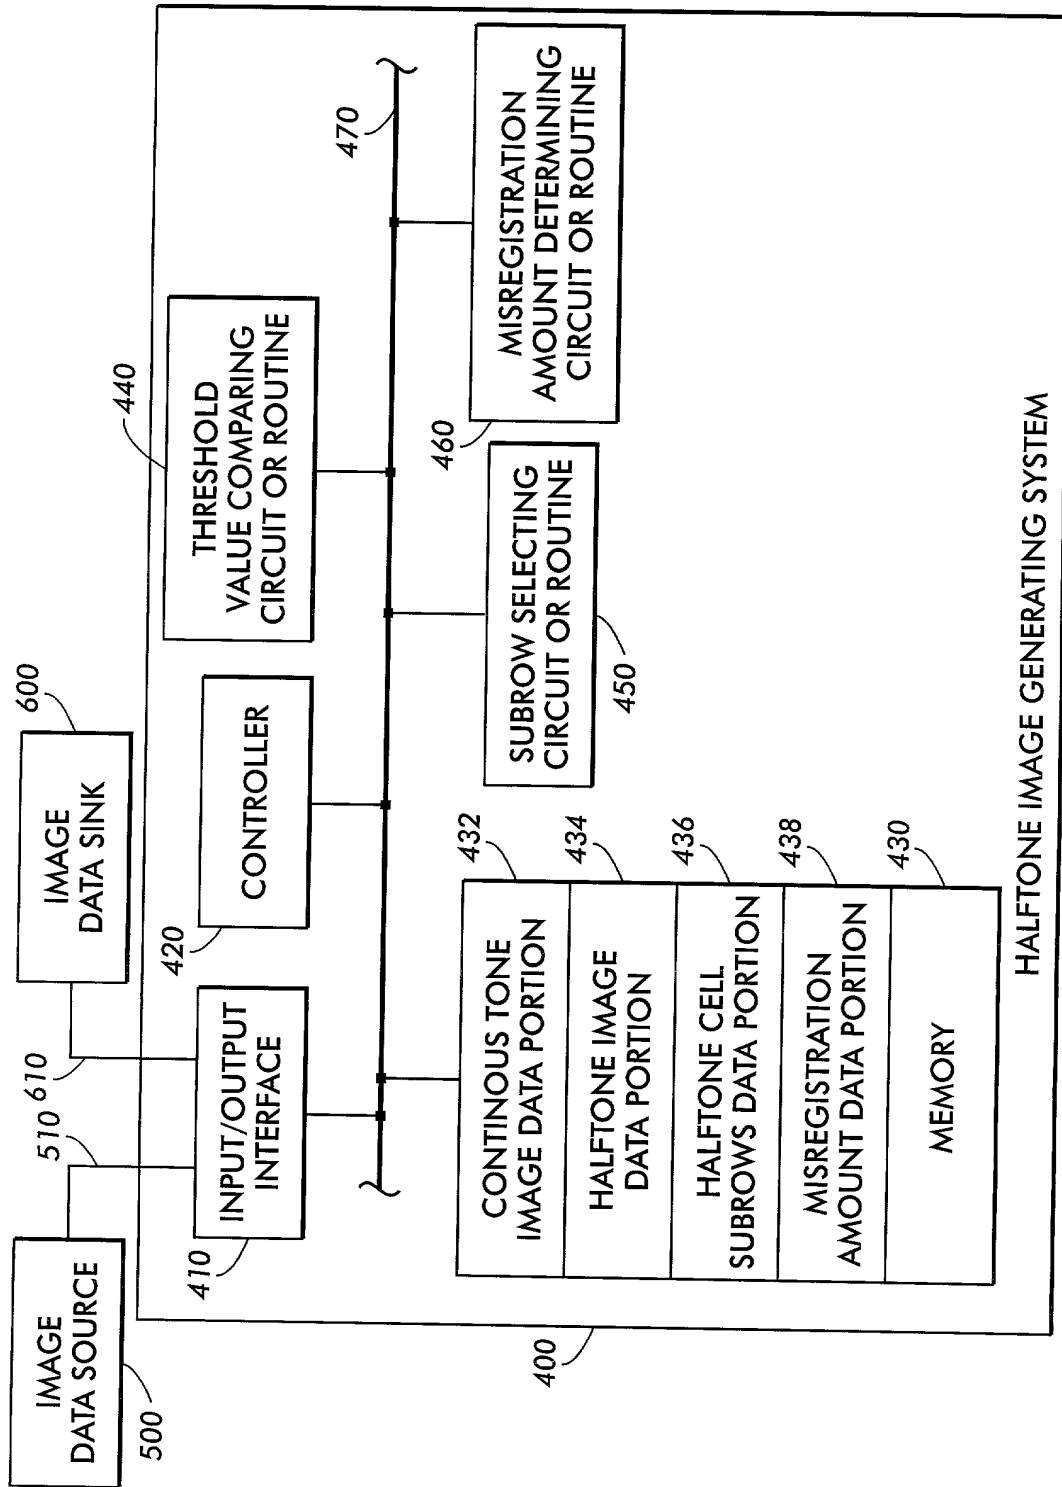 IMAGE
DATA SOURCE
500
510
IMAGE
DATA SINK
600
610
INPUT/OUTPUT
INTERFACE
410
CONTROLLER
420
THRESHOLD
VALUE COMPARING
CIRCUIT OR ROUTINE
440
470
CONTINOUS TONE
IMAGE DATA PORTION
432
HALFTONE IMAGE
DATA PORTION
434
HALFTONE CELL
SUBROWS DATA PORTION
436
MISREGISTRATION
AMOUNT DATA PORTION
438
MEMORY
430
SUBROW SELECTING
CIRCUIT OR ROUTINE
450
MISREGISTRATION
AMOUNT DETERMINING
CIRCUIT OR ROUTINE
460
400
HALFTONE IMAGE GENERATING SYSTEM